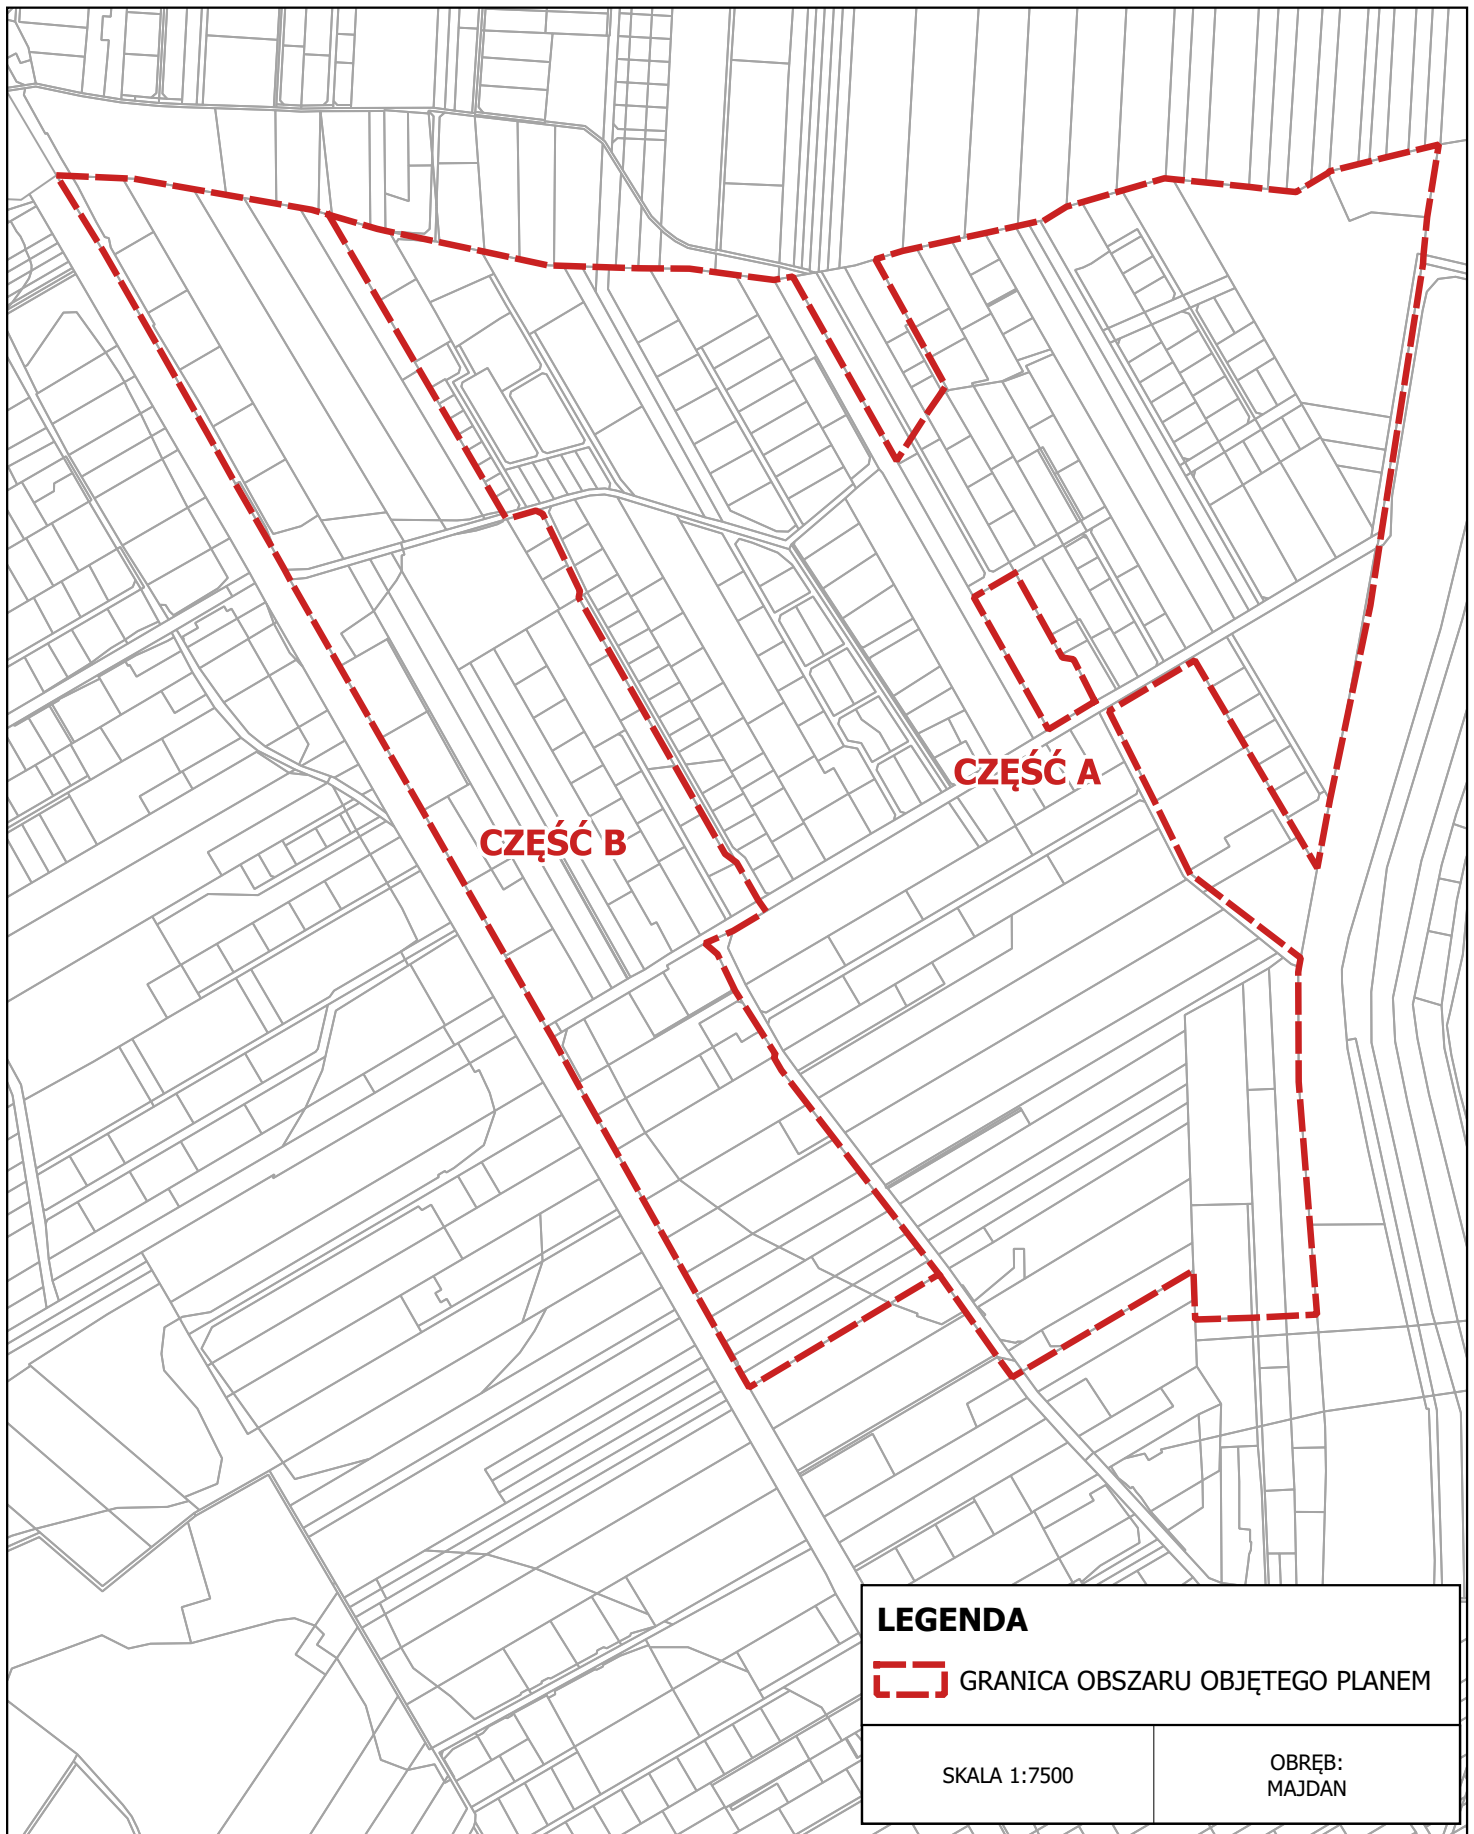 CZĘŚĆ A
CZĘŚĆ B
LEGENDA
GRANICA OBSZARU OBJĘTEGO PLANEM
SKALA 1:7500
OBRĘB:
MAJDAN